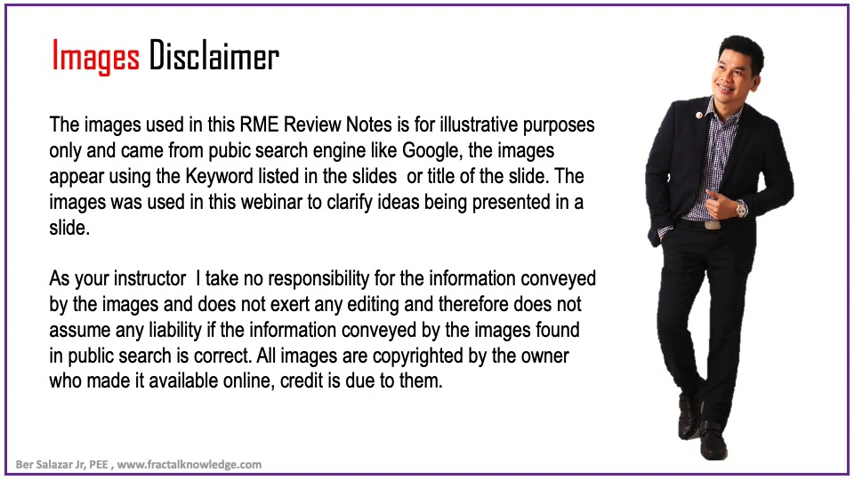 Images Disclaimer
The images used in this RME Review Notes is for illustrative purposes
only and came from pubic search engine like Google, the images
appear using the Keyword listed in the slides or title of the slide. The
images was used in this webinar to clarify ideas being presented in a
slide.
As your instructor I take no responsibility for the information conveyed
by the images and does not exert any editing and therefore does not
assume any liability if the information conveyed by the images found
in public search is correct. All images are copyrighted by the owner
who made it available online, credit is due to them.
Ber Salazar Jr, PEE , www.fractalknowledge.com